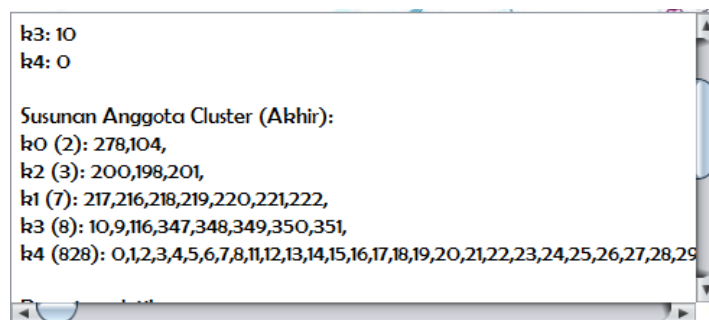 k3: 10
k4: 0
Susunan Anggota Cluster (Akhir):
k0 (2): 278,104,
k2 (3): 200,198,201,
k1 (7): 217,216,218,219,220,221,222,
k3 (8): 10,9,116,347,348,349,350,351,
k4 (828): 0,1,2,3,4,5,6,7,8,11,12,13,14,15,16,17,18,19,20,21,22,23,24,25,26,27,28,29